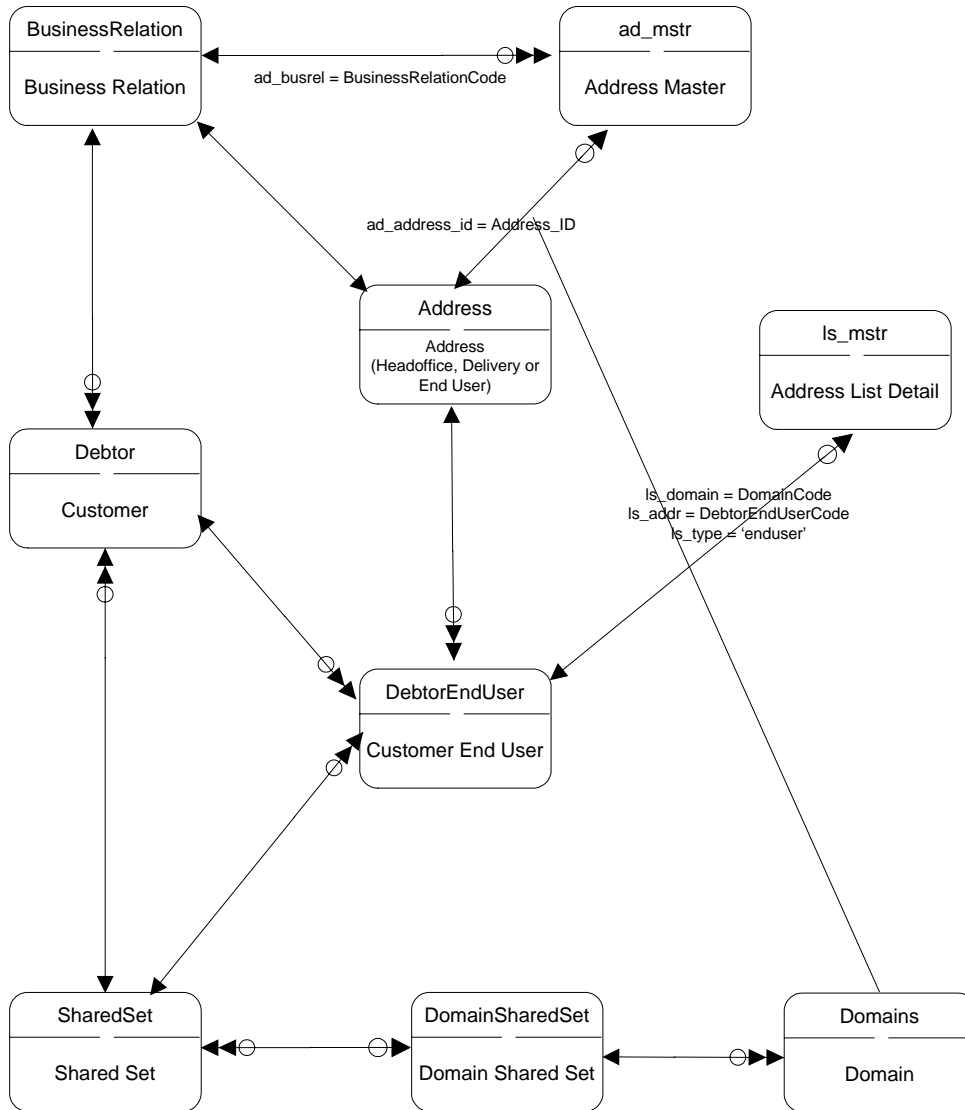 BusinessRelation
Business Relation
ad_mstr
Address Master
ad_busrel = BusinessRelationCode
ad_address_id = Address_ID
Address
Address
(Headoffice, Delivery or
End User)
ls_mstr
Address List Detail
Debtor
Customer
ls_domain = DomainCode
ls_addr = DebtorEndUserCode
ls_type = ‘enduser’
DebtorEndUser
Customer End User
SharedSet
Shared Set
DomainSharedSet
Domain Shared Set
Domains
Domain